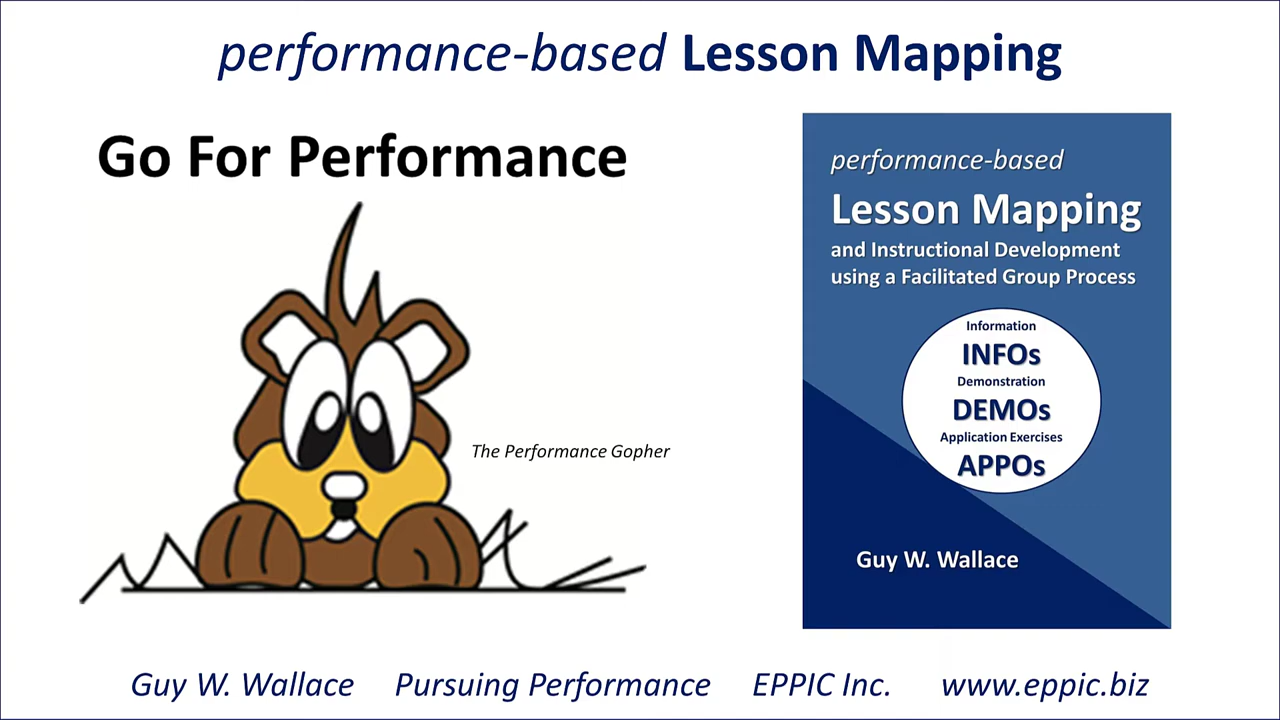 performance-based Lesson Mapping
Go For Performance
The Performance Gopher
performance-based
Lesson Mapping
and Instructional Development
using a Facilitated Group Process
Information
INFOs
Demonstration
DEMOs
Application Exercises
APPOs
Guy W. Wallace
Guy W. Wallace Pursuing Performance EPPIC Inc. www.eppic.biz